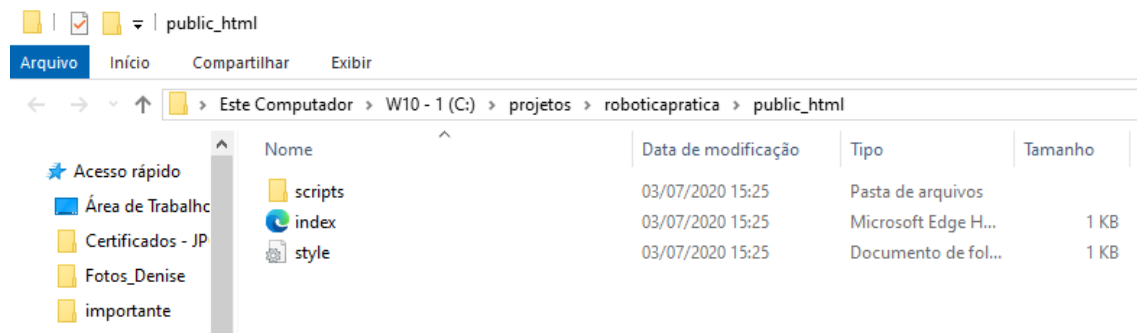 public_html
Arquivo Início Compartilhar Exibir
Este Computador > W10 - 1 (C:) > projetos > roboticapratica > public_html
Nome Data de modificação Tipo Tamanho
Acesso rápido
scripts 03/07/2020 15:25 Pasta de arquivos
Área de Trabalho
index 03/07/2020 15:25 Microsoft Edge H... 1 KB
Certificados - JP
style 03/07/2020 15:25 Documento de fol... 1 KB
Fotos_Denise
importante